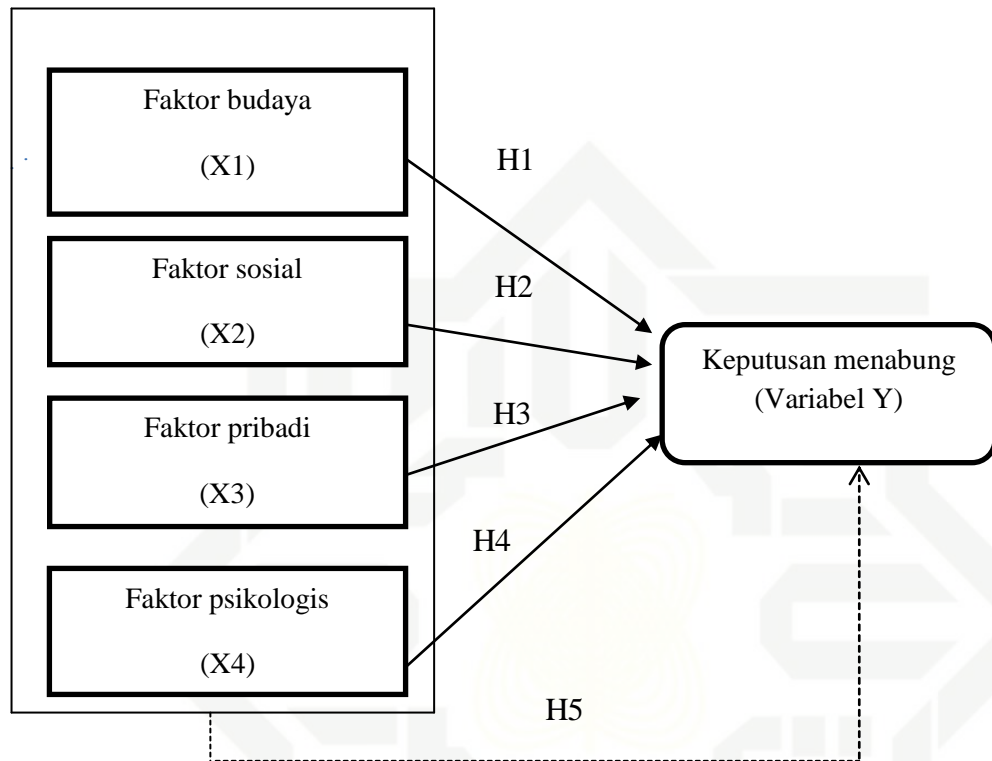 Faktor budaya
(X1)
H1
Faktor sosial
(X2)
H2
Keputusan menabung
(Variabel Y)
Faktor pribadi
(X3)
H3
Faktor psikologis
(X4)
H4
H5